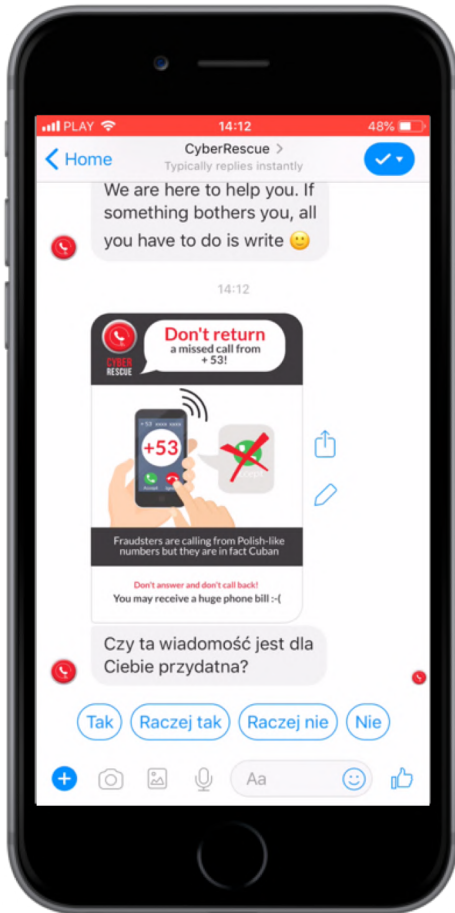 PLAY 14:12 48%
Home CyberRescue >
Typically replies instantly
We are here to help you. If
something bothers you, all
you have to do is write 🙂
14:12
Don't return
a missed call from
+ 53!
CYBER
RESCUE
+53
Fraudsters are calling from Polish-like
numbers but they are in fact Cuban
Don't answer and don't call back!
You may receive a huge phone bill :-(
Czy ta wiadomość jest dla
Ciebie przydatna?
Tak Raczej tak Raczej nie Nie
Aa